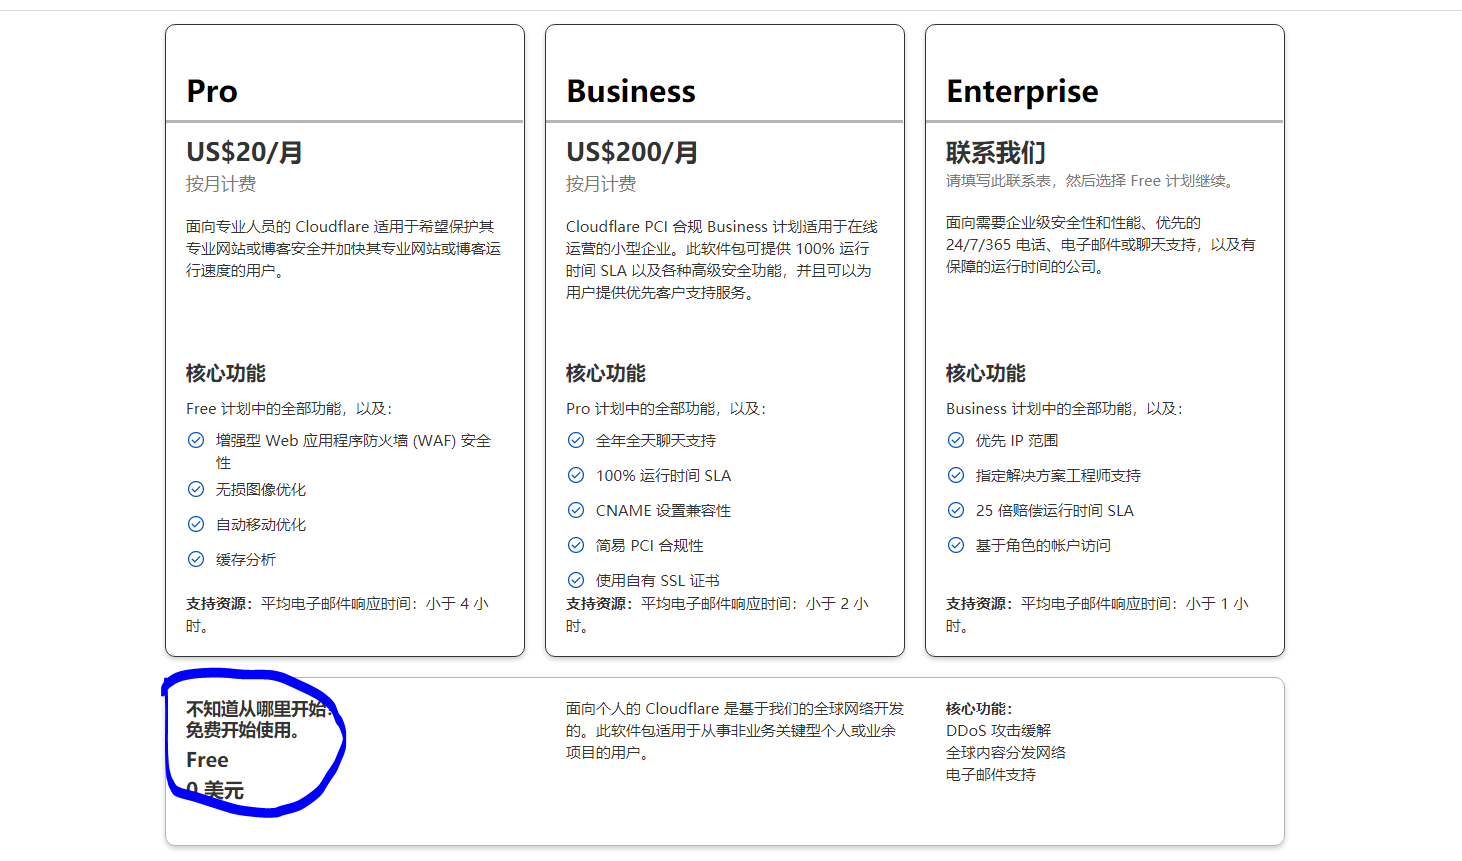 Pro
US$20/月
按月计费
面向专业人员的 Cloudflare 适用于希望保护其
专业网站或博客安全并加快其专业网站或博客运
行速度的用户。
核心功能
Free 计划中的全部功能，以及：
增强型 Web 应用程序防火墙 (WAF) 安全
性
无损图像优化
自动移动优化
缓存分析
支持资源：平均电子邮件响应时间：小于 4 小
时。
Business
US$200/月
按月计费
Cloudflare PCI 合规 Business 计划适用于在线
运营的小型企业。此软件包可提供 100% 运行
时间 SLA 以及各种高级安全功能，并且可以为
用户提供优先客户支持服务。
核心功能
Pro 计划中的全部功能，以及：
全年全天聊天支持
100% 运行时间 SLA
CNAME 设置兼容性
简易 PCI 合规性
使用自有 SSL 证书
支持资源：平均电子邮件响应时间：小于 2 小
时。
Enterprise
联系我们
请填写此联系表，然后选择 Free 计划继续。
面向需要企业级安全性和性能、优先的
24/7/365 电话、电子邮件或聊天支持，以及有
保障的运行时间的公司。
核心功能
Business 计划中的全部功能，以及：
优先 IP 范围
指定解决方案工程师支持
25 倍赔偿运行时间 SLA
基于角色的帐户访问
支持资源：平均电子邮件响应时间：小于 1 小
时。
不知道从哪里开始？
免费开始使用。
Free
0 美元
面向个人的 Cloudflare 是基于我们的全球网络开发
的。此软件包适用于从事非业务关键型个人或业余
项目的用户。
核心功能：
DDoS 攻击缓解
全球内容分发网络
电子邮件支持